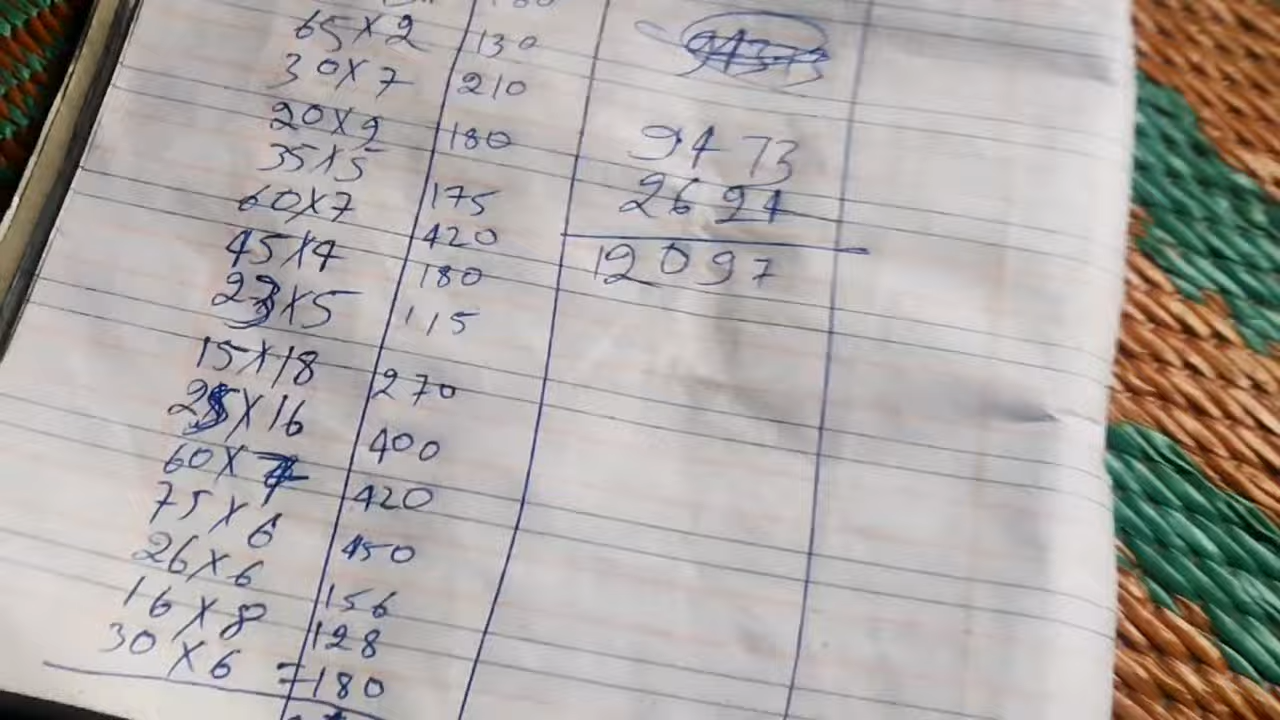 65X2 130
30X7 210
20X9 180
35X5 175
60X7 420
45X4 180
23X5 115
15X18 270
25X16 400
60X7 420
75X6 450
26X6 156
16X8 128
30X6 =180
9473
2624
12097